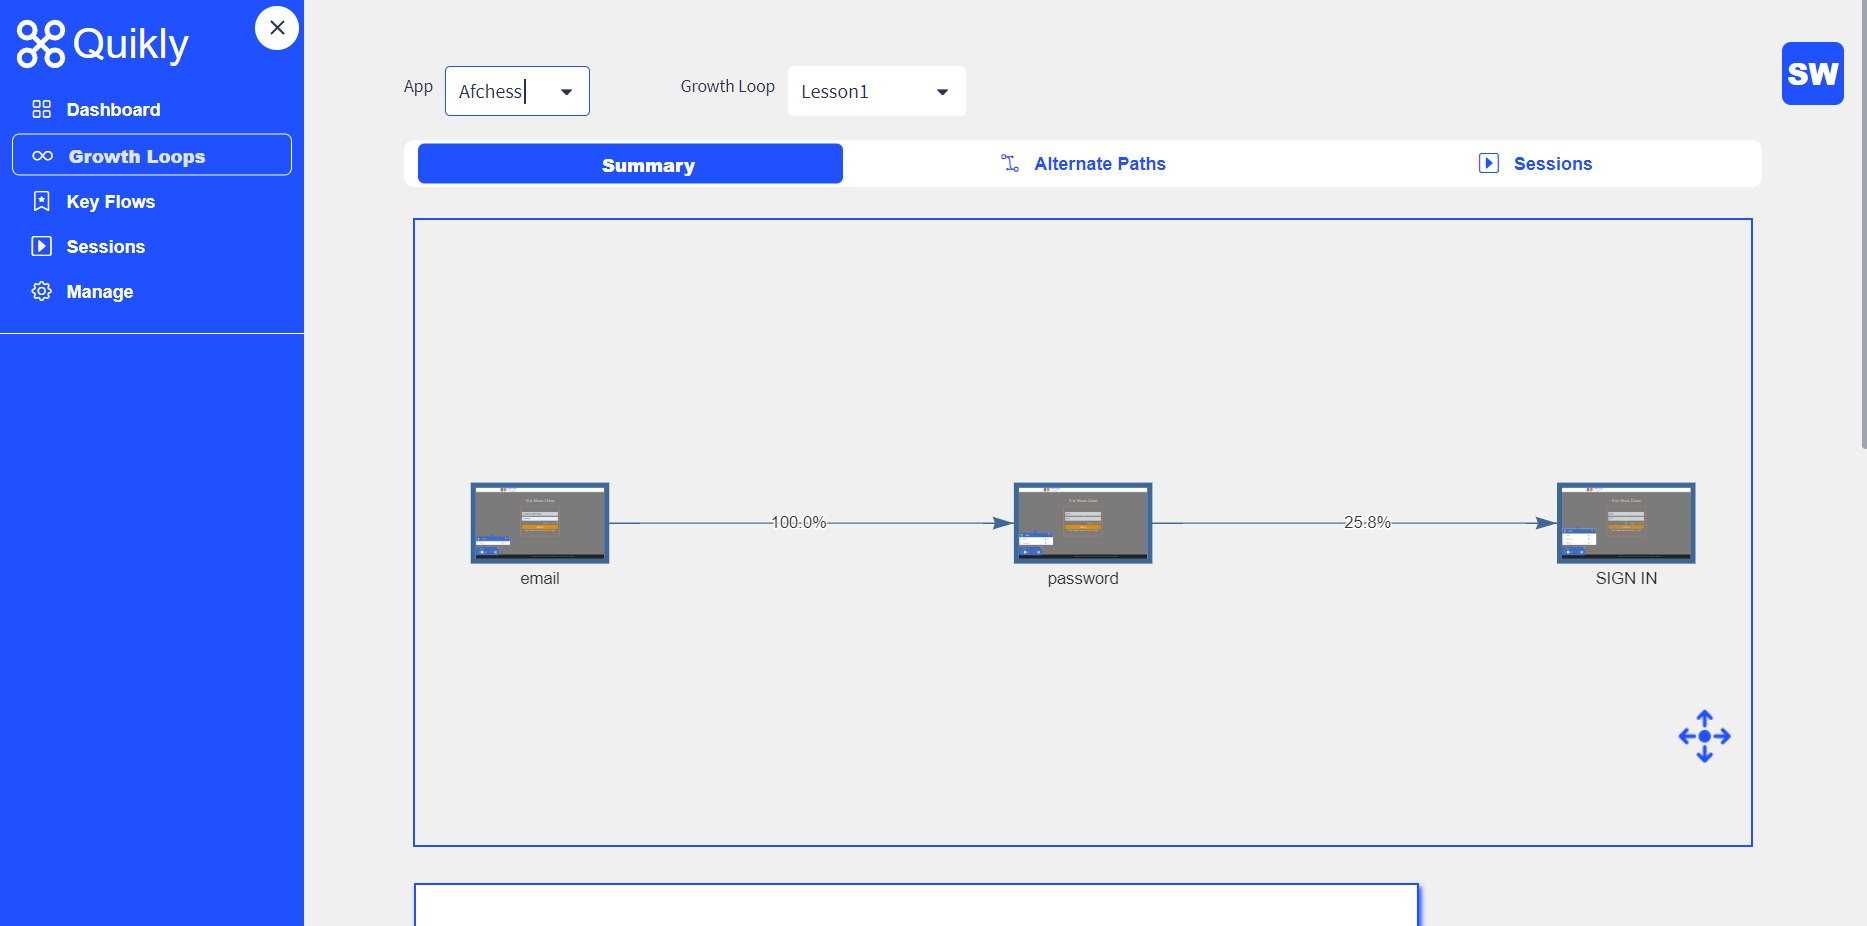 Quikly
Dashboard
Growth Loops
Key Flows
Sessions
Manage
App
Afchess
Growth Loop
Lesson1
SW
Summary
Alternate Paths
Sessions
100.0%
25.8%
email
password
SIGN IN